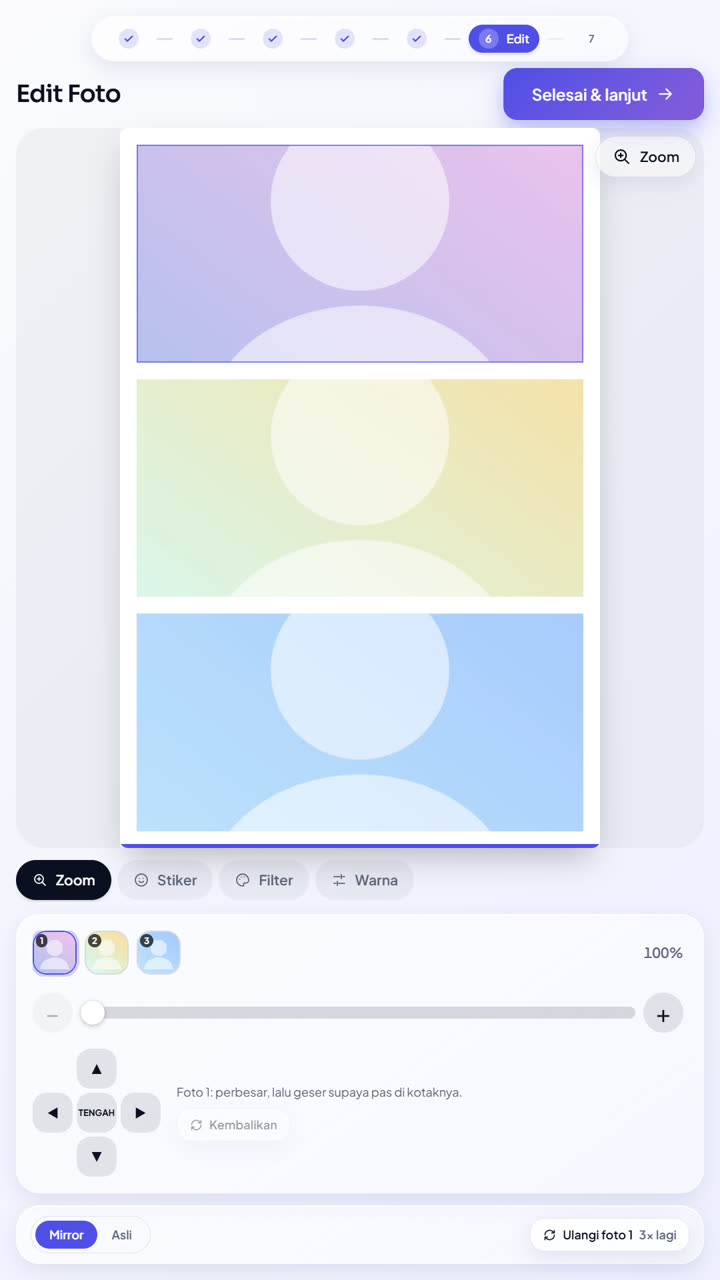 6 Edit 7
Edit Foto
Selesai & lanjut →
Zoom
Zoom Stiker Filter Warna
1 2 3
100%
− +
▲
◀ TENGAH ▶
▼
Foto 1: perbesar, lalu geser supaya pas di kotaknya.
Kembalikan
Mirror Asli
Ulangi foto 1 3× lagi